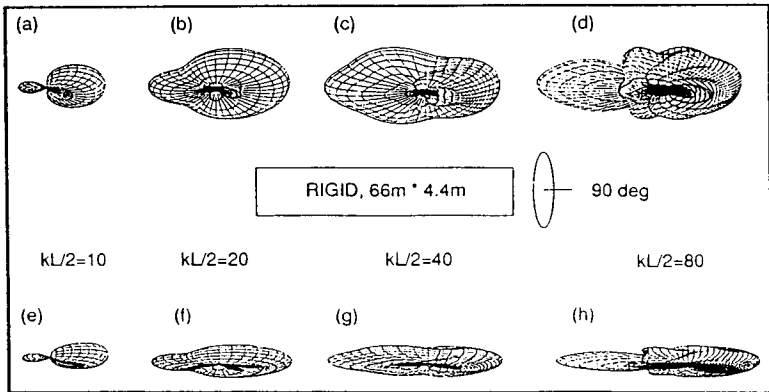 (a) (b) (c) (d)
RIGID, 66m * 4.4m 90 deg
kL/2=10 kL/2=20 kL/2=40 kL/2=80
(e) (f) (g) (h)